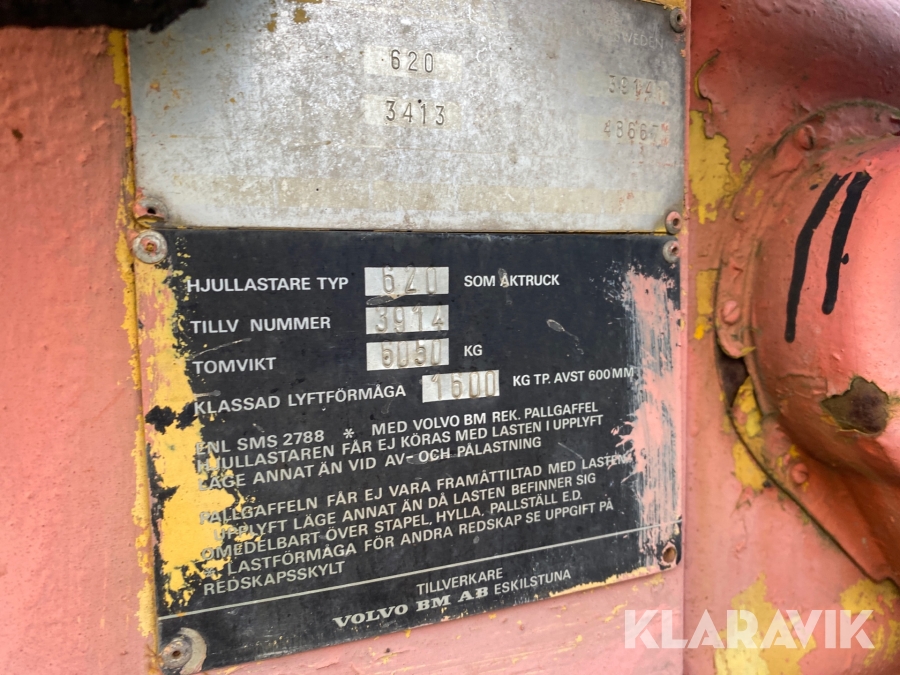 SWEDEN
620
3914
3413
HJULLASTARE TYP 620 SOM ÅKTRUCK
TILLV NUMMER 3914
TOMVIKT 6050 KG
KLASSAD LYFTFÖRMÅGA 1600 KG TP. AVST 600MM
ENL SMS 2788 * MED VOLVO BM REK. PALLGAFFEL
HJULLASTAREN FÅR EJ KÖRAS MED LASTEN I UPPLYFT
LÄGE ANNAT ÄN VID AV- OCH PÅLASTNING
PALLGAFFELN FÅR EJ VARA FRAMÅTTILTAD MED LASTEN
I UPPLYFT LÄGE ANNAT ÄN DÅ LASTEN BEFINNER SIG
OMEDELBART ÖVER STAPEL, HYLLA, PALLSTÄLL E.D.
LASTFÖRMÅGA FÖR ANDRA REDSKAP SE UPPGIFT PÅ
REDSKAPSSKYLT
TILLVERKARE
VOLVO BM AB ESKILSTUNA
11
KLARAVIK